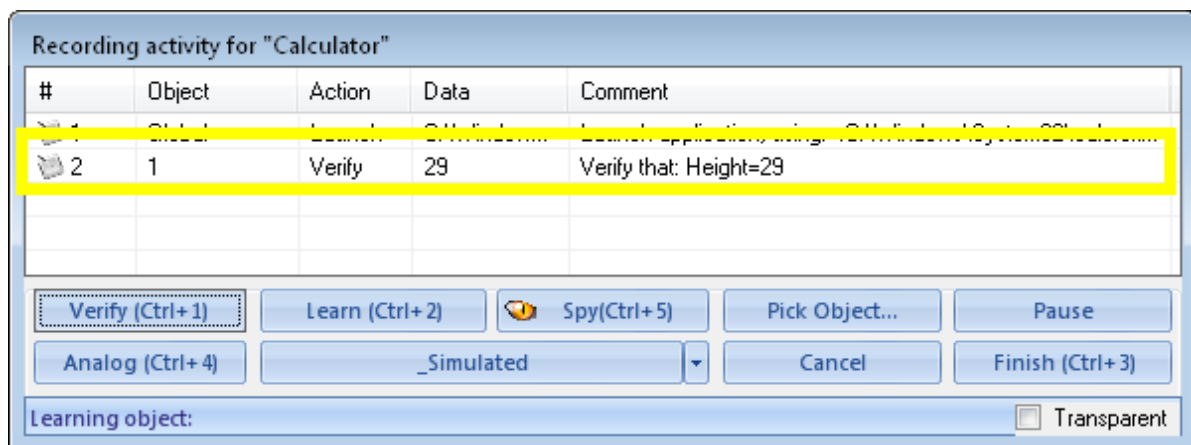 Recording activity for "Calculator"
# Object Action Data Comment
1
2 1 Verify 29 Verify that: Height=29
Verify (Ctrl+1) Learn (Ctrl+2) Spy(Ctrl+5) Pick Object... Pause
Analog (Ctrl+4) _Simulated Cancel Finish (Ctrl+3)
Learning object: Transparent